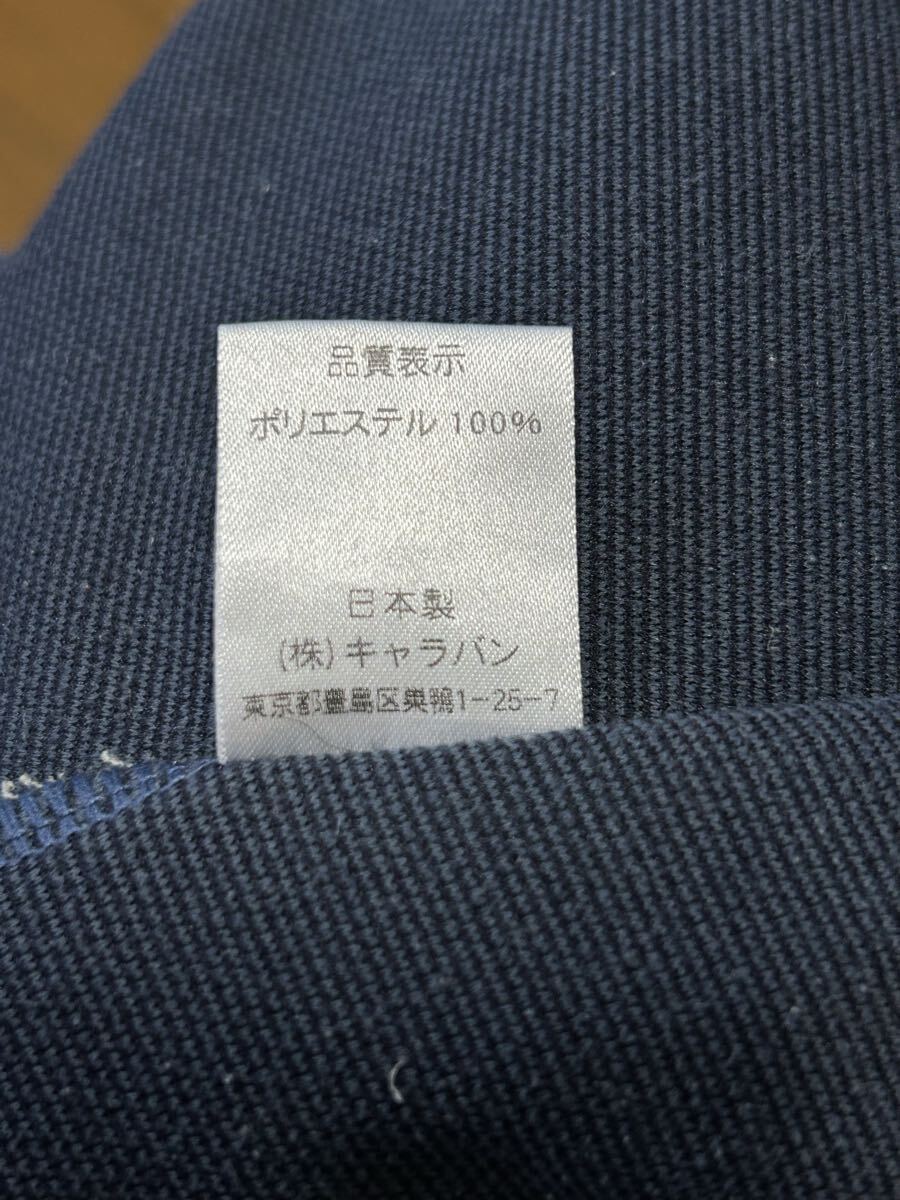 品質表示
ポリエステル 100%
日本製
(株)キャラバン
東京都豊島区巣鴨1-25-7